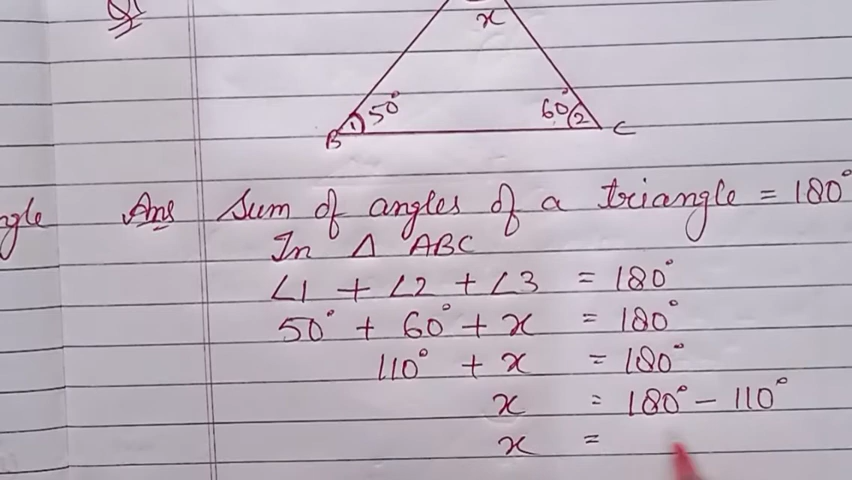 x
50°
60°
B 1 2 C
Ans Sum of angles of a triangle = 180°
In Δ ABC
∠1 + ∠2 + ∠3 = 180°
50° + 60° + x = 180°
110° + x = 180°
x = 180° - 110°
x =